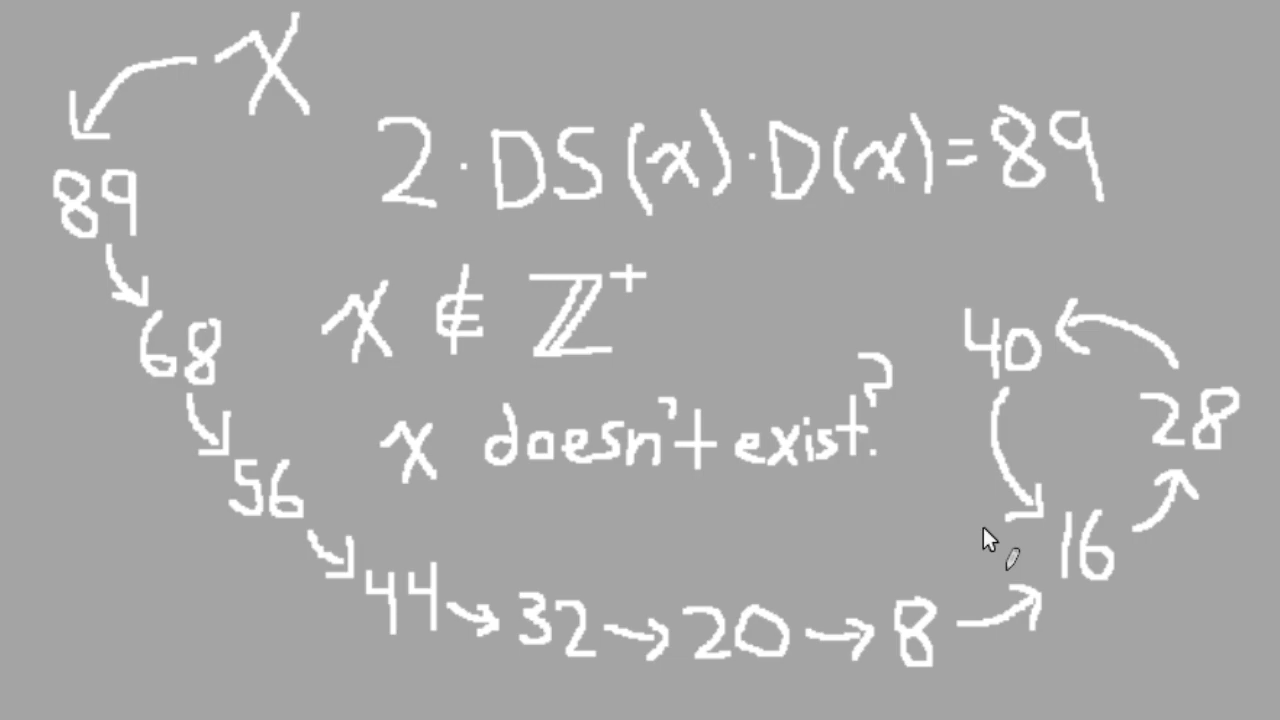 x
2·DS(x)·D(x)=89
89
x ∉ ℤ⁺
68
40
28
x doesn't exist?
56
16
44 → 32 → 20 → 8